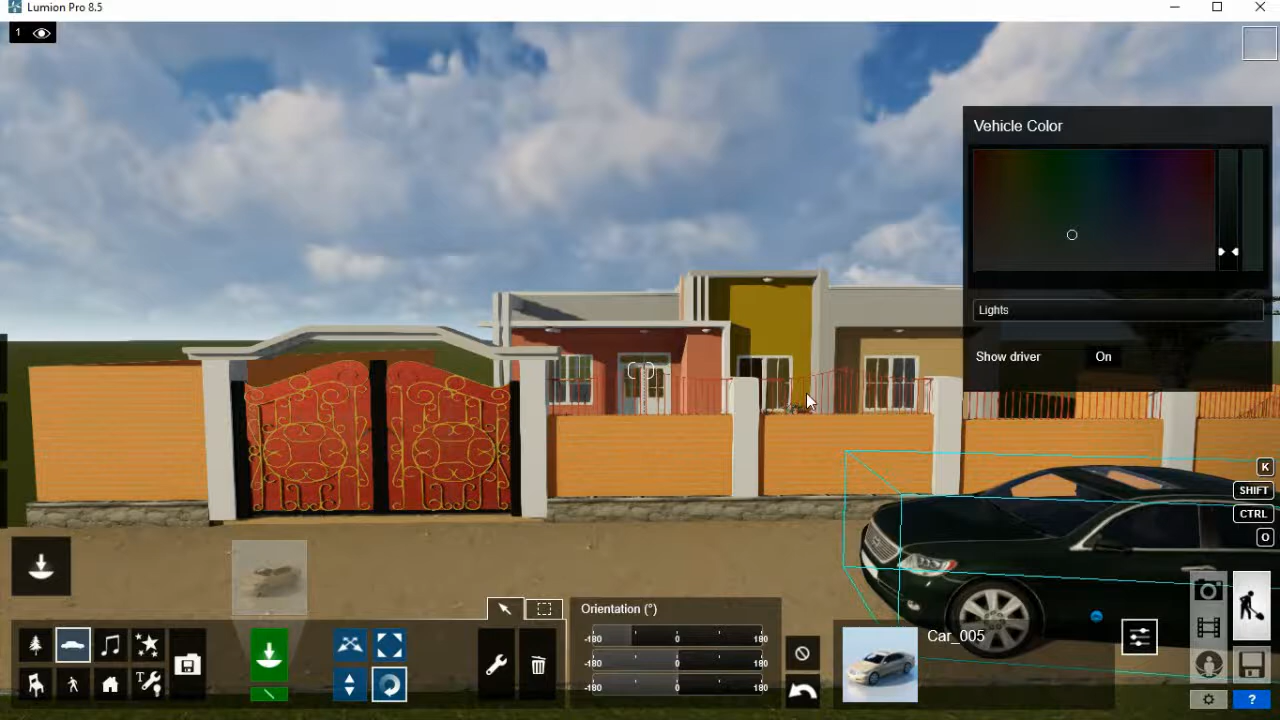 Lumion Pro 8.5
1
Vehicle Color
Lights
Show driver On
K
SHIFT
CTRL
O
Orientation (°)
-180 0 180
-180 0 180
-180 0 180
Car_005
T
?